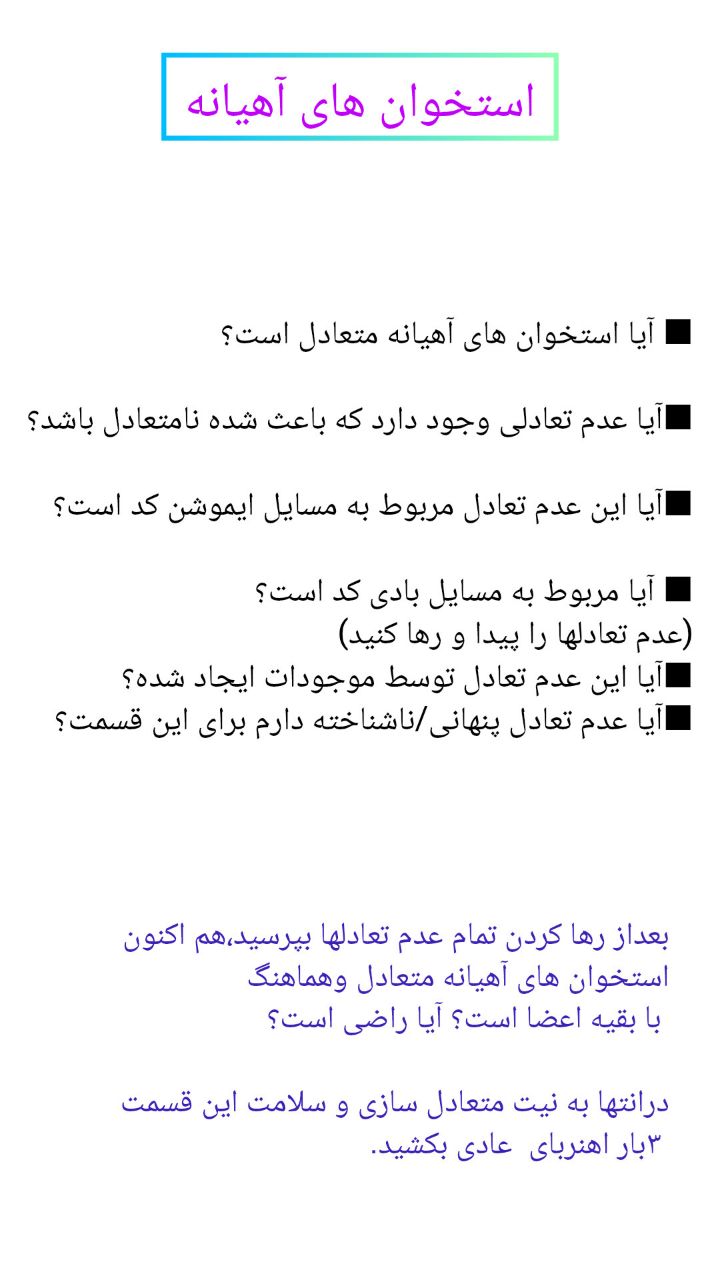 استخوان های آهیانه
■ آیا استخوان های آهیانه متعادل است؟
■آیا عدم تعادلی وجود دارد که باعث شده نامتعادل باشد؟
■آیا این عدم تعادل مربوط به مسایل ایموشن کد است؟
■ آیا مربوط به مسایل بادی کد است؟
(عدم تعادلها را پیدا و رها کنید)
■آیا این عدم تعادل توسط موجودات ایجاد شده؟
■آیا عدم تعادل پنهانی/ناشناخته دارم برای این قسمت؟
بعداز رها کردن تمام عدم تعادلها بپرسید،هم اکنون
استخوان های آهیانه متعادل وهماهنگ
با بقیه اعضا است؟ آیا راضی است؟
درانتها به نیت متعادل سازی و سلامت این قسمت
۳بار اهنربای  عادی بکشید.